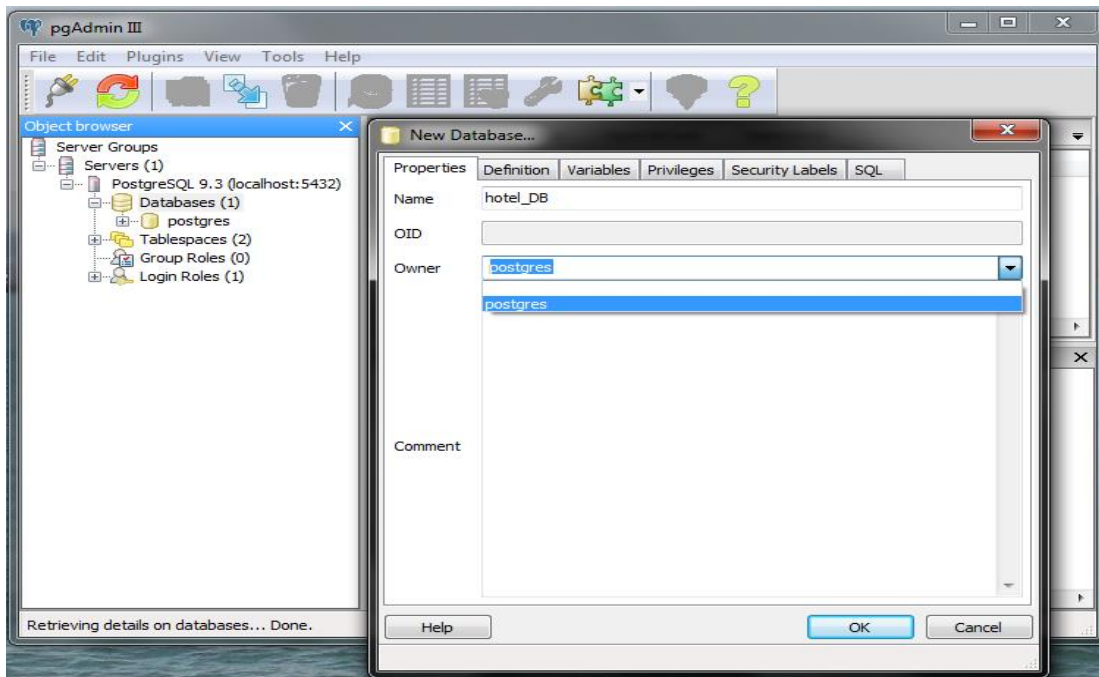 pgAdmin III
File Edit Plugins View Tools Help
Object browser
Server Groups
Servers (1)
PostgreSQL 9.3 (localhost:5432)
Databases (1)
postgres
Tablespaces (2)
Group Roles (0)
Login Roles (1)
Retrieving details on databases... Done.
New Database...
Properties Definition Variables Privileges Security Labels SQL
Name hotel_DB
OID
Owner postgres
postgres
Comment
Help OK Cancel